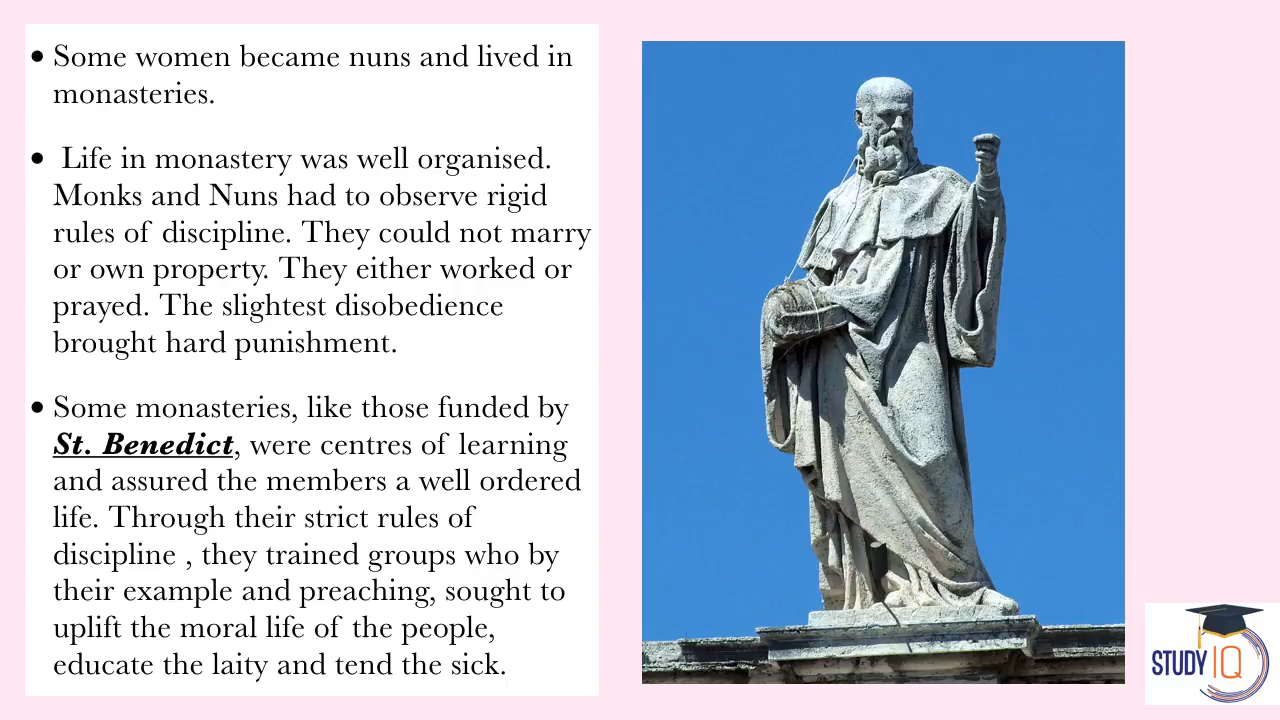 • Some women became nuns and lived in
monasteries.
• Life in monastery was well organised.
Monks and Nuns had to observe rigid
rules of discipline. They could not marry
or own property. They either worked or
prayed. The slightest disobedience
brought hard punishment.
• Some monasteries, like those funded by
St. Benedict, were centres of learning
and assured the members a well ordered
life. Through their strict rules of
discipline , they trained groups who by
their example and preaching, sought to
uplift the moral life of the people,
educate the laity and tend the sick.
STUDY IQ